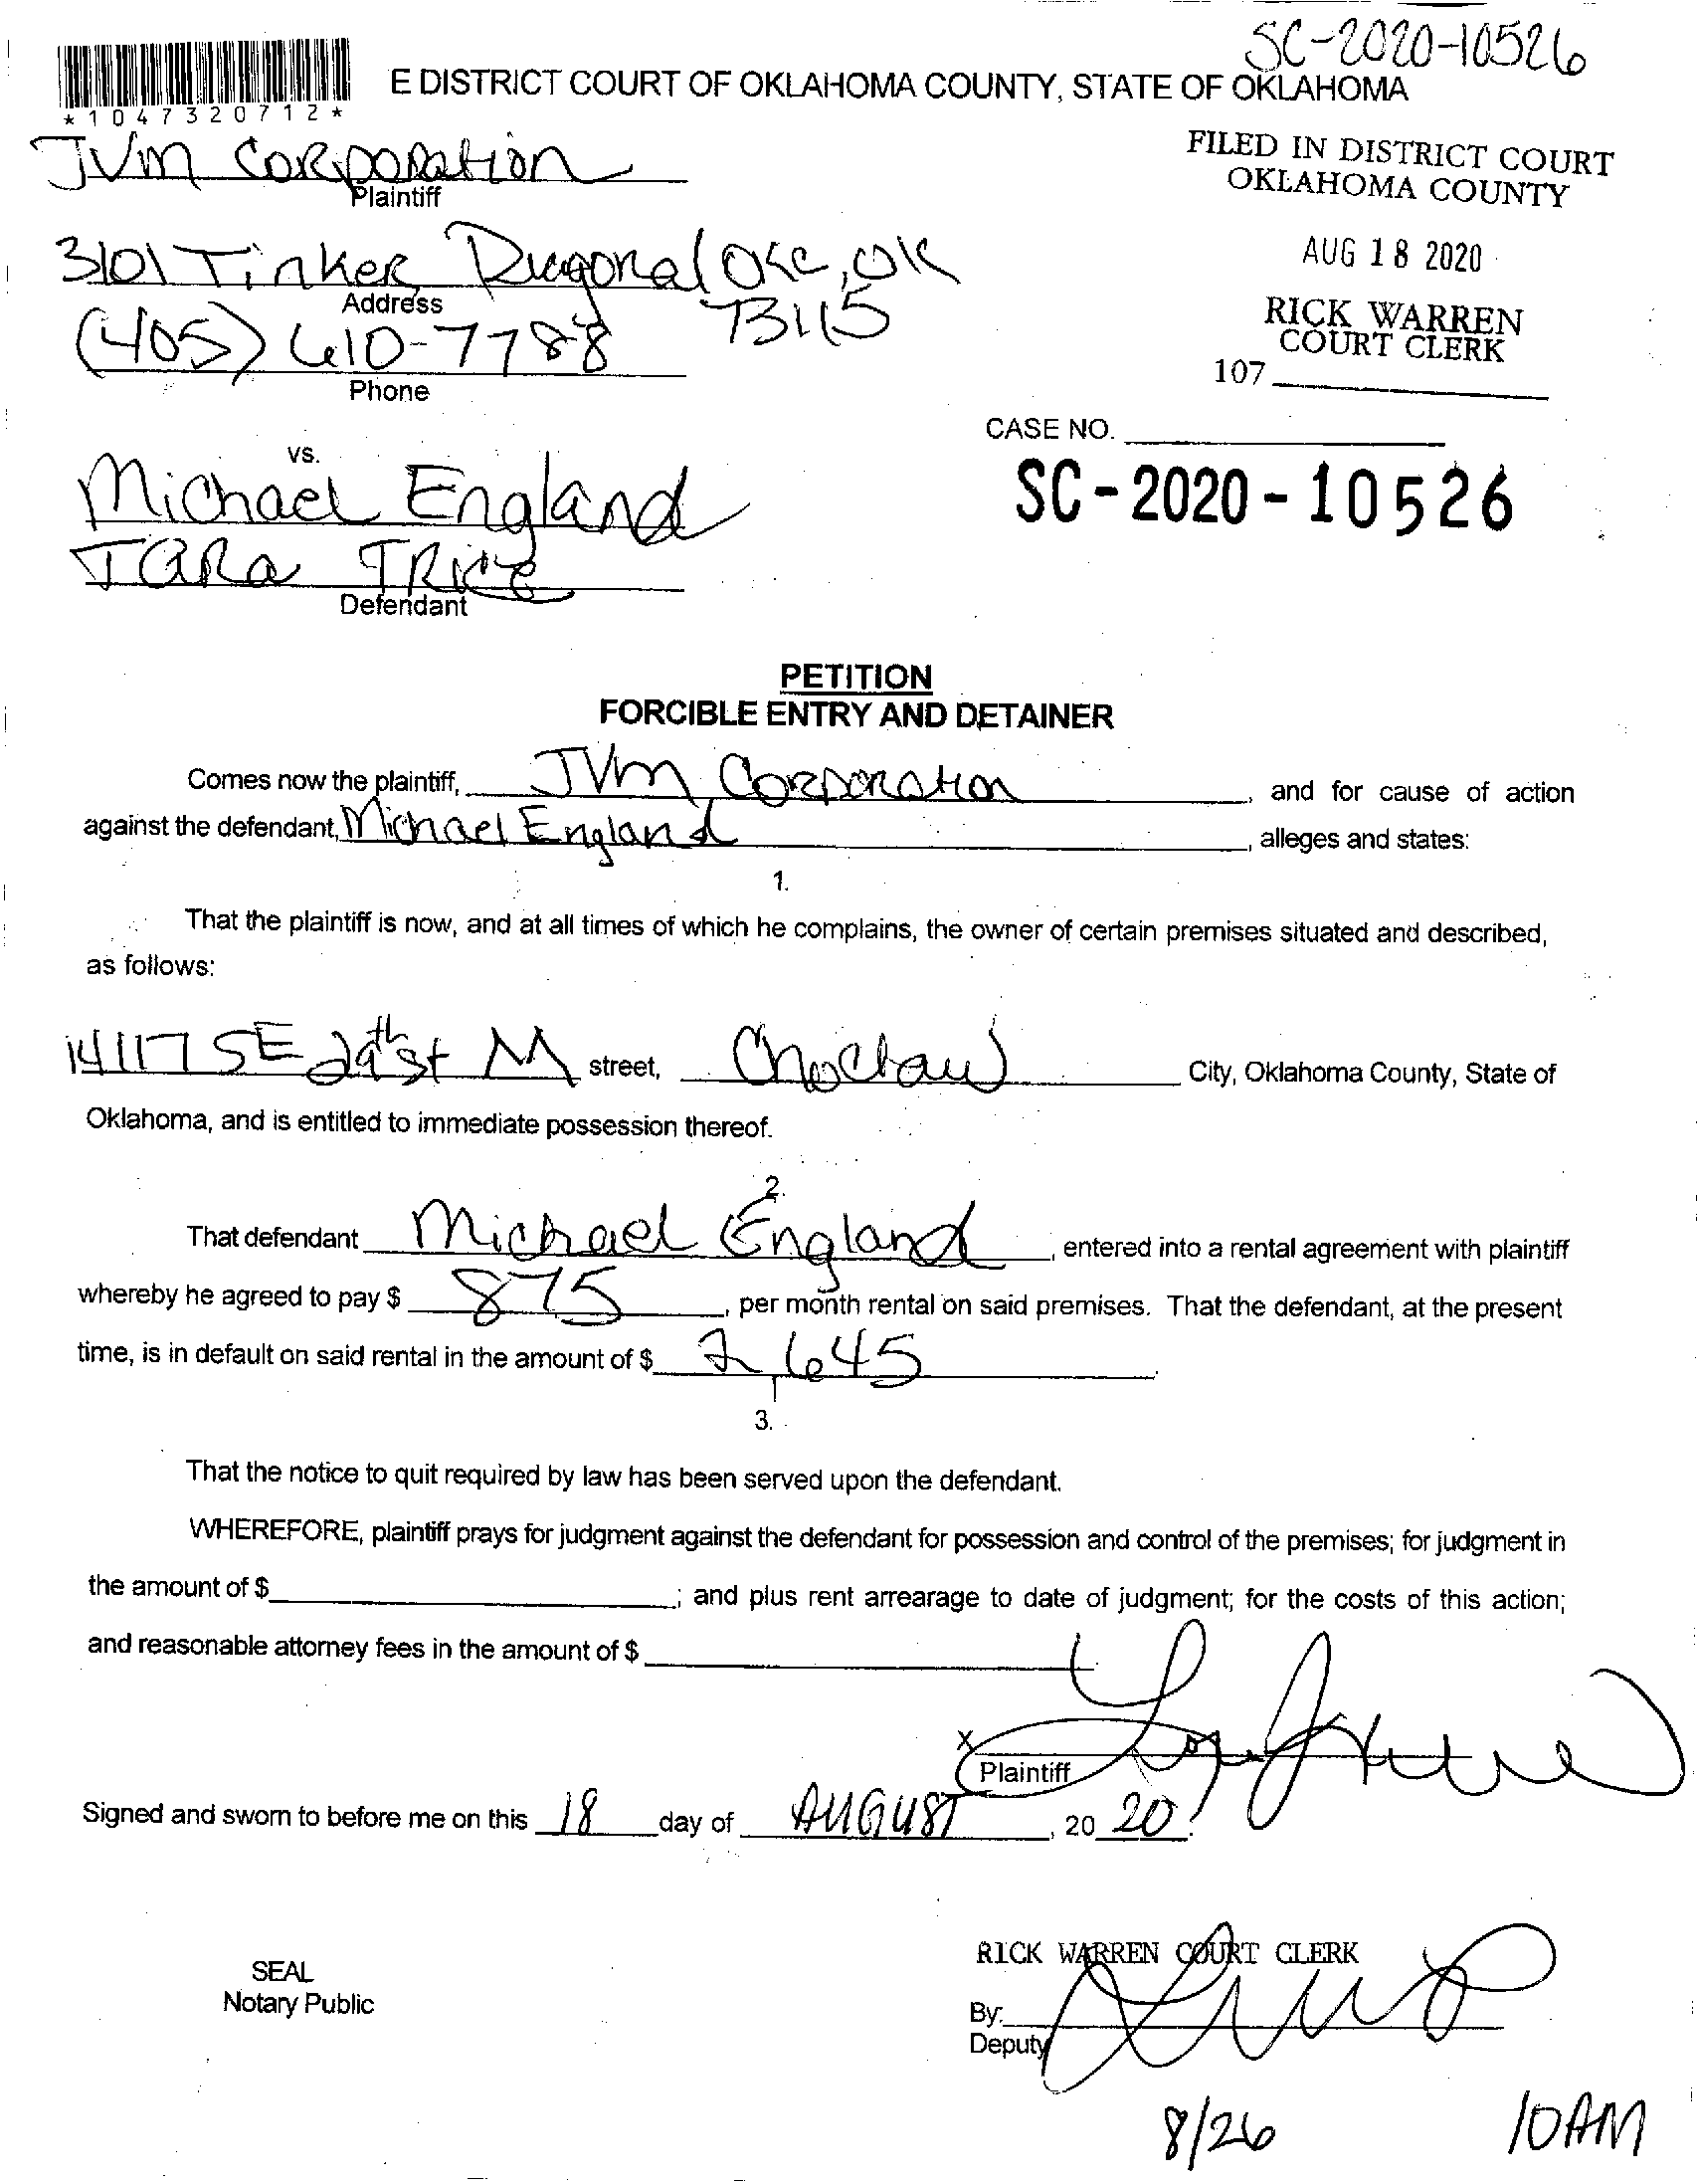 SC-2020-10526
E DISTRICT COURT OF OKLAHOMA COUNTY, STATE OF OKLAHOMA
*1047320712*
FILED IN DISTRICT COURT
OKLAHOMA COUNTY
JVM CORPORation
Plaintiff
AUG 18 2020
3101 Tinker Diagonal OKC, OK
Address
73115
RICK WARREN
COURT CLERK
107
(405) 610-7788
Phone
CASE NO.
vs.
SC-2020-10526
Michael England
TaRa TRice
Defendant
PETITION
FORCIBLE ENTRY AND DETAINER
Comes now the plaintiff, JVM CORPORation, and for cause of action
against the defendant, Michael England, alleges and states:
1.
That the plaintiff is now, and at all times of which he complains, the owner of certain premises situated and described,
as follows:
14117 SE 29th st M street, Choctaw City, Oklahoma County, State of
Oklahoma, and is entitled to immediate possession thereof.
2.
That defendant Michael England, entered into a rental agreement with plaintiff
whereby he agreed to pay $ 875, per month rental on said premises. That the defendant, at the present
time, is in default on said rental in the amount of $ 2,645.
3.
That the notice to quit required by law has been served upon the defendant.
WHEREFORE, plaintiff prays for judgment against the defendant for possession and control of the premises; for judgment in
the amount of $ ; and plus rent arrearage to date of judgment; for the costs of this action;
and reasonable attorney fees in the amount of $
X
Plaintiff
Signed and sworn to before me on this 18 day of AUGUST, 20 20.
RICK WARREN COURT CLERK
SEAL
Notary Public
By:
Deputy
8/26 10AM